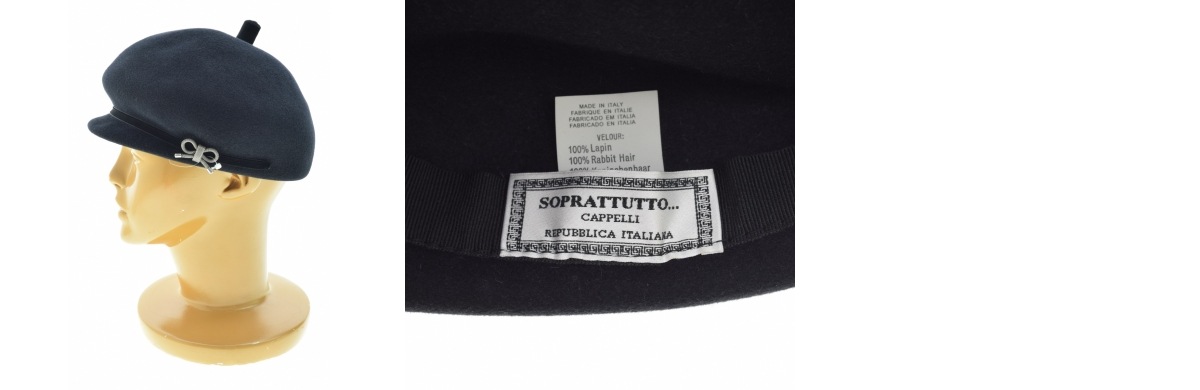 MADE IN ITALY
FABRIQUE EN ITALIE
FABRICADO EM ITALIA
FABRICADO EN ITALIA
VELOUR:
100% Lapin
100% Rabbit Hair
SOPRATTUTTO...
CAPPELLI
REPUBBLICA ITALIANA